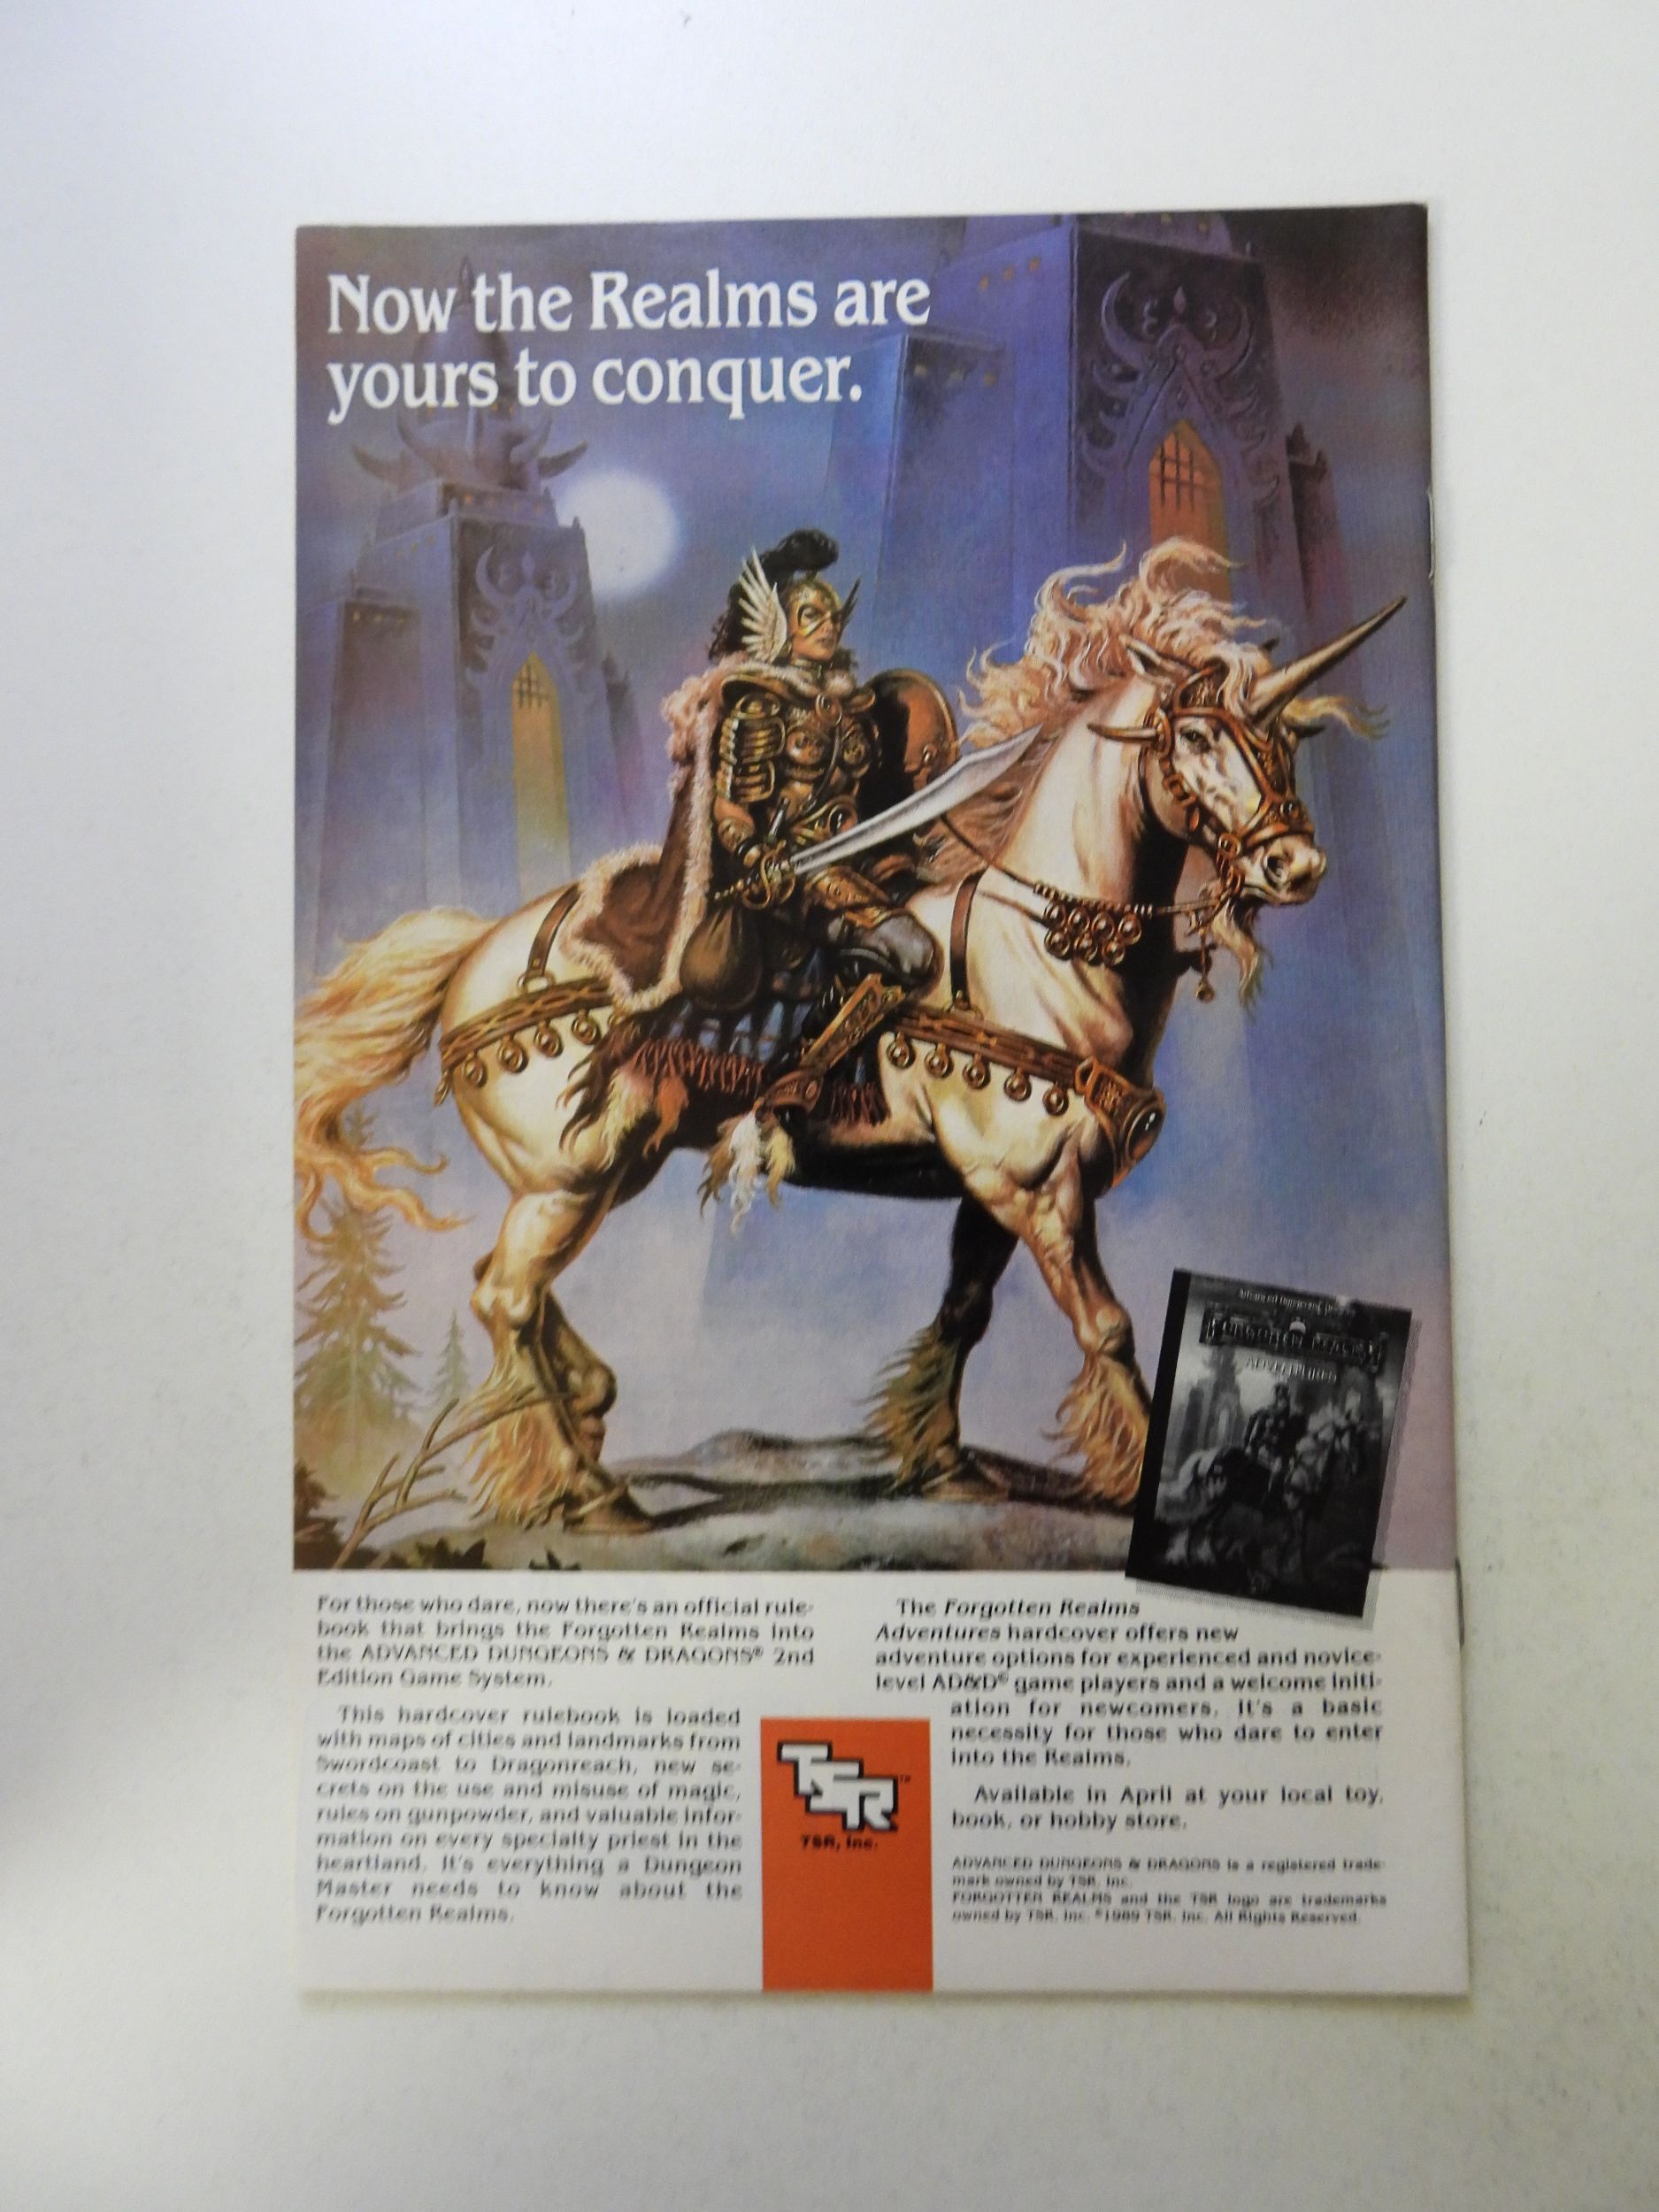 Now the Realms are
yours to conquer.
For those who dare, now there's an official rule-
book that brings the Forgotten Realms into
the ADVANCED DUNGEONS & DRAGONS® 2nd
Edition Game System.
This hardcover rulebook is loaded
with maps of cities and landmarks from
Swordcoast to Dragonreach, new se-
crets on the use and misuse of magic,
rules on gunpowder, and valuable infor-
mation on every specialty priest in the
heartland. It's everything a Dungeon
Master needs to know about the
Forgotten Realms.
TSR™
TSR, Inc.
Advanced Dungeons & Dragons
FORGOTTEN REALMS
ADVENTURES
The Forgotten Realms
Adventures hardcover offers new
adventure options for experienced and novice-
level AD&D® game players and a welcome initi-
ation for newcomers. It's a basic
necessity for those who dare to enter
into the Realms.
Available in April at your local toy,
book, or hobby store.
ADVANCED DUNGEONS & DRAGONS is a registered trade-
mark owned by TSR, Inc.
FORGOTTEN REALMS and the TSR logo are trademarks
owned by TSR, Inc. ©1989 TSR, Inc. All Rights Reserved.